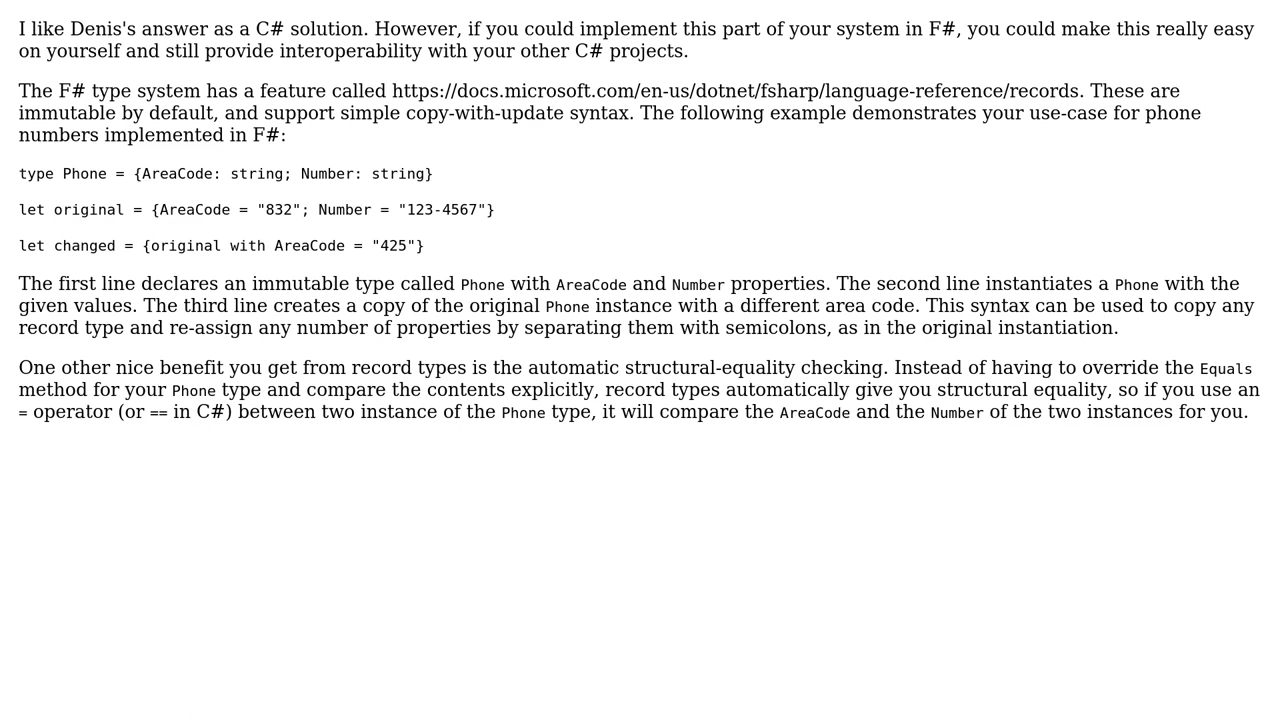 I like Denis's answer as a C# solution. However, if you could implement this part of your system in F#, you could make this really easy
on yourself and still provide interoperability with your other C# projects.
The F# type system has a feature called https://docs.microsoft.com/en-us/dotnet/fsharp/language-reference/records. These are
immutable by default, and support simple copy-with-update syntax. The following example demonstrates your use-case for phone
numbers implemented in F#:
type Phone = {AreaCode: string; Number: string}
let original = {AreaCode = "832"; Number = "123-4567"}
let changed = {original with AreaCode = "425"}
The first line declares an immutable type called Phone with AreaCode and Number properties. The second line instantiates a Phone with the
given values. The third line creates a copy of the original Phone instance with a different area code. This syntax can be used to copy any
record type and re-assign any number of properties by separating them with semicolons, as in the original instantiation.
One other nice benefit you get from record types is the automatic structural-equality checking. Instead of having to override the Equals
method for your Phone type and compare the contents explicitly, record types automatically give you structural equality, so if you use an
= operator (or == in C#) between two instance of the Phone type, it will compare the AreaCode and the Number of the two instances for you.